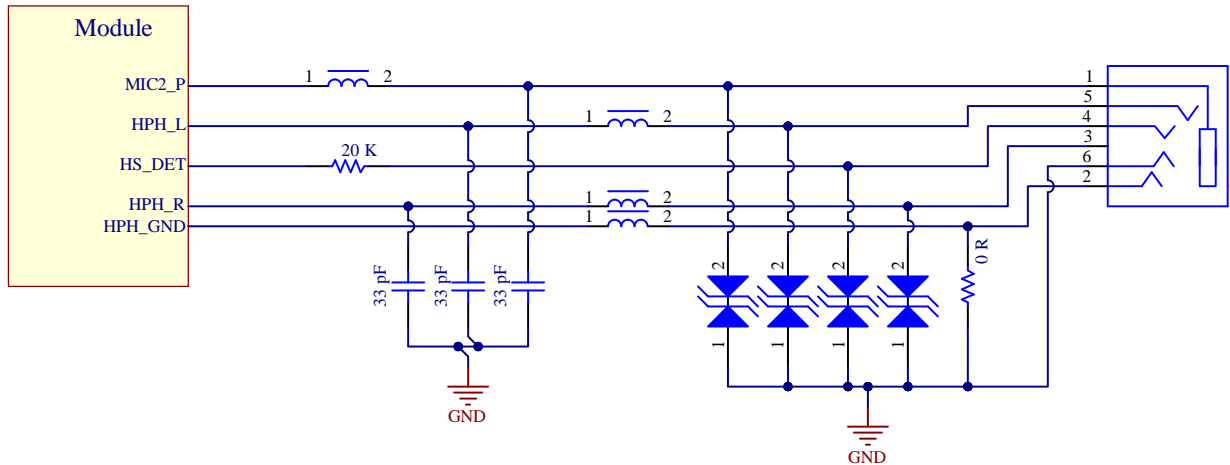 Module
MIC2_P
1
2
1
HPH_L
1
2
5
HS_DET
20 K
4
3
HPH_R
1
2
6
HPH_GND
1
2
2
33 pF
33 pF
33 pF
2
2
2
2
0 R
1
1
1
1
GND
GND